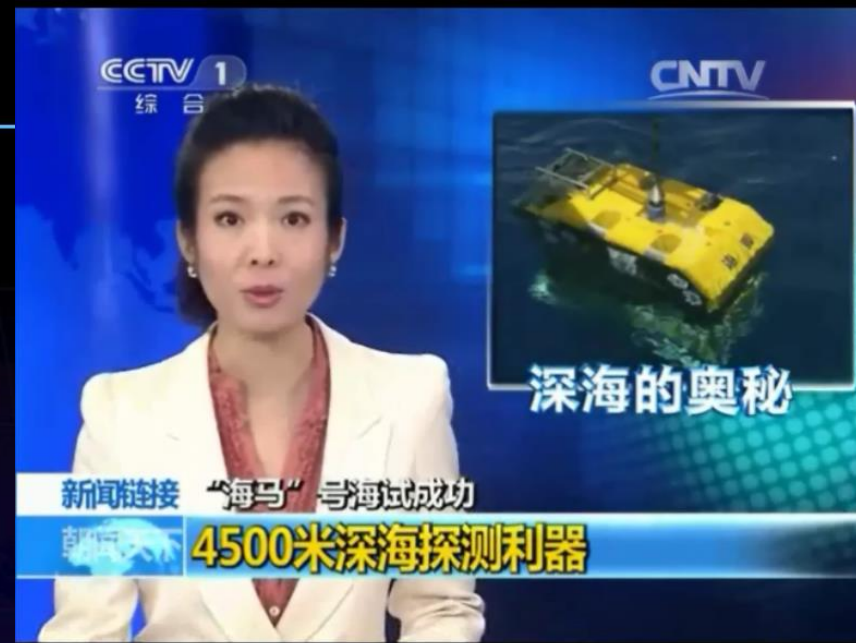 CCTV 1
综合
CNTV
深海的奥秘
新闻链接
“海马”号海试成功
朝闻天下
4500米深海探测利器